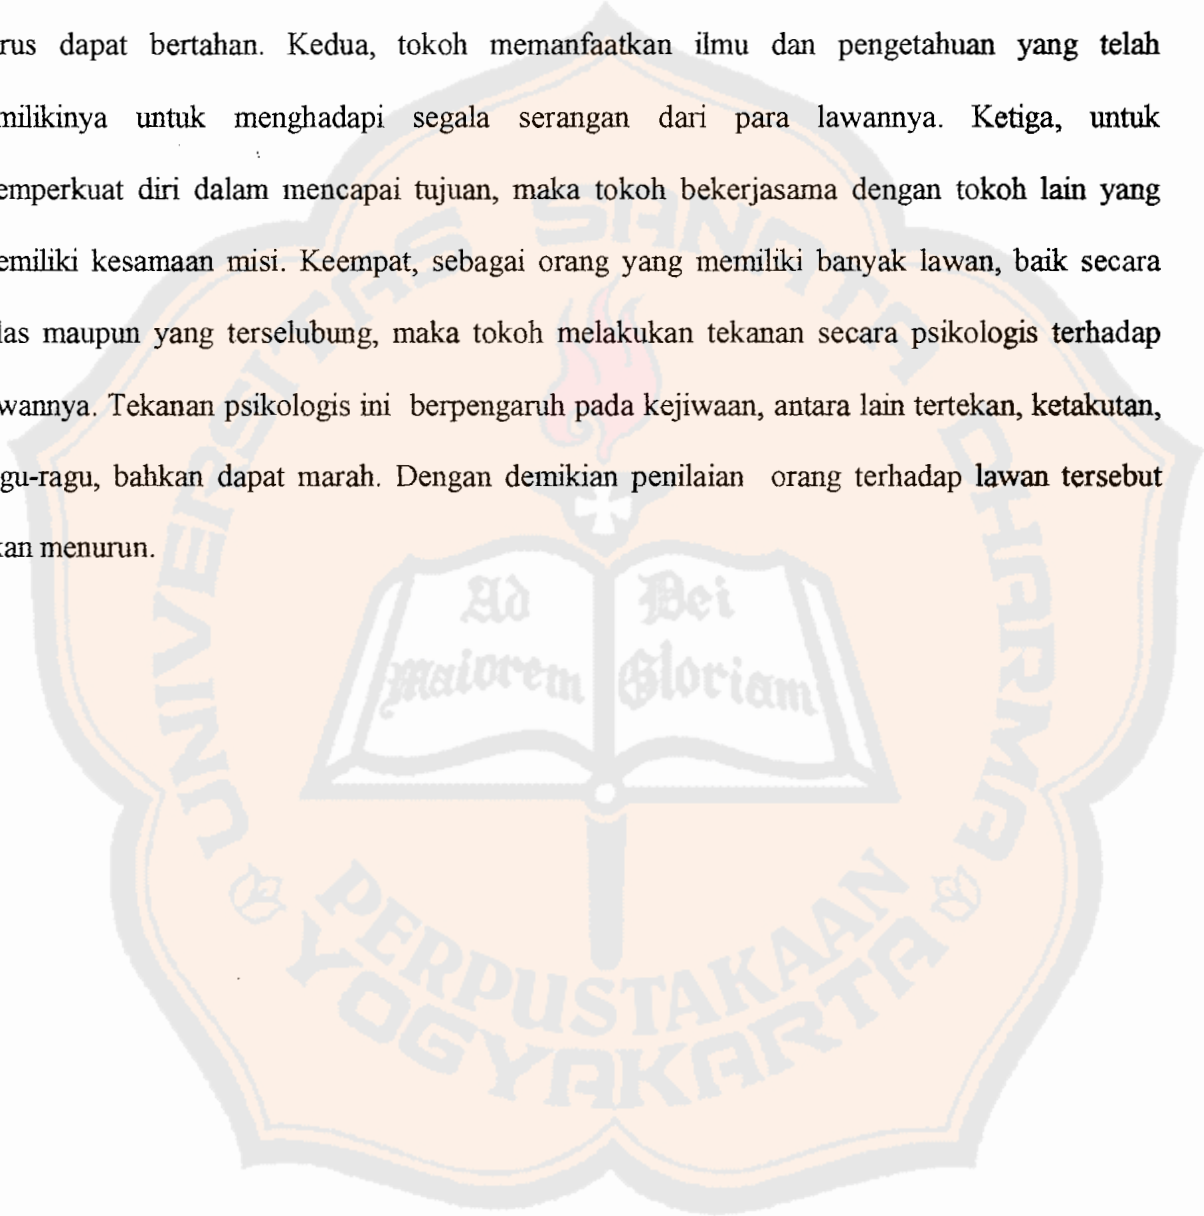 rus dapat bertahan. Kedua, tokoh memanfaatkan ilmu dan pengetahuan yang telah
milikinya untuk menghadapi segala serangan dari para lawannya. Ketiga, untuk
emperkuat diri dalam mencapai tujuan, maka tokoh bekerjasama dengan tokoh lain yang
emiliki kesamaan misi. Keempat, sebagai orang yang memiliki banyak lawan, baik secara
las maupun yang terselubung, maka tokoh melakukan tekanan secara psikologis terhadap
wannya. Tekanan psikologis ini berpengaruh pada kejiwaan, antara lain tertekan, ketakutan,
gu-ragu, bahkan dapat marah. Dengan demikian penilaian orang terhadap lawan tersebut
kan menurun.
UNIVERSITAS SANATA DHARMA
Ad Dei
maiorem Gloriam
PERPUSTAKAAN
YOGYAKARTA